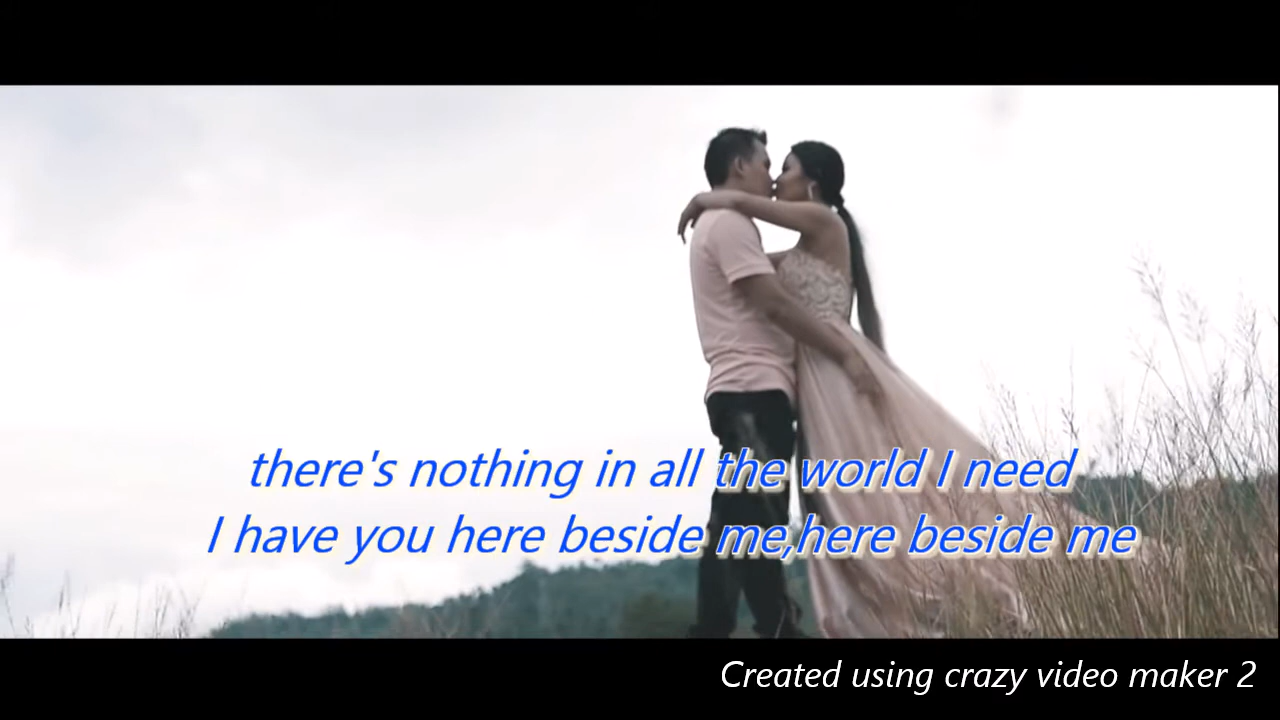 there's nothing in all the world I need
I have you here beside me,here beside me
Created using crazy video maker 2